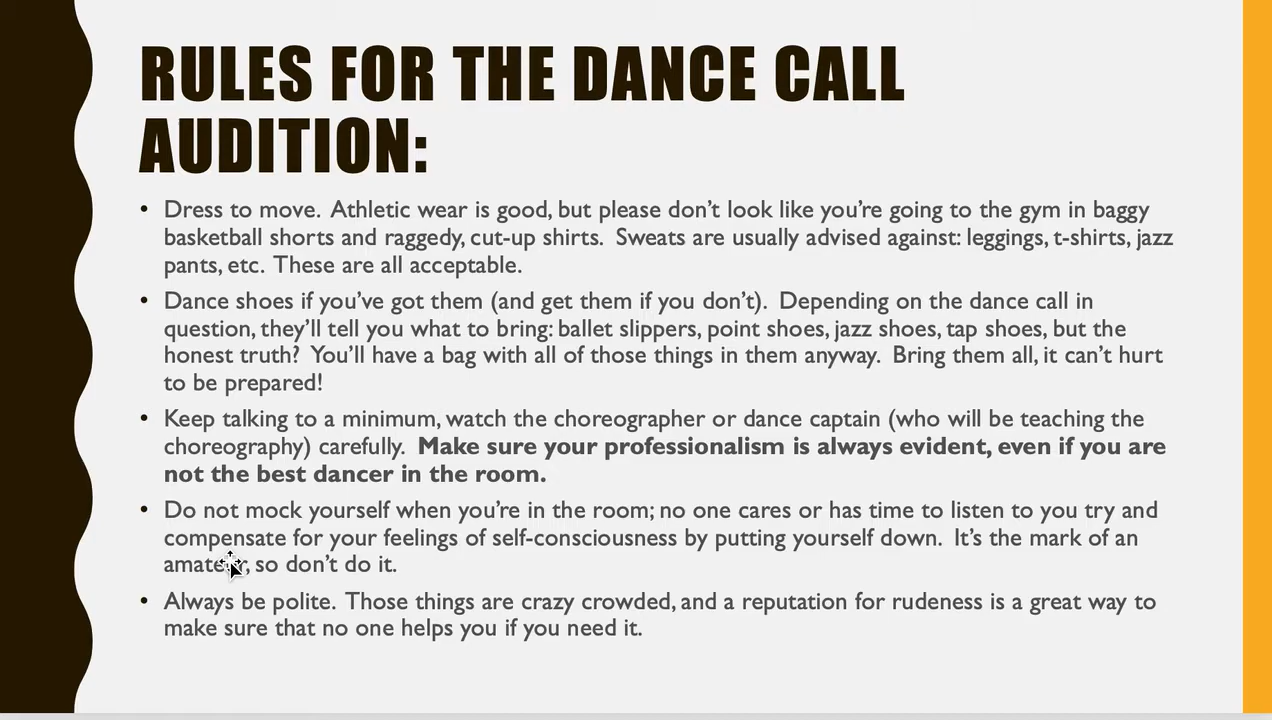 RULES FOR THE DANCE CALL
AUDITION:
• Dress to move.  Athletic wear is good, but please don't look like you're going to the gym in baggy
basketball shorts and raggedy, cut-up shirts.  Sweats are usually advised against: leggings, t-shirts, jazz
pants, etc.  These are all acceptable.
• Dance shoes if you've got them (and get them if you don't).  Depending on the dance call in
question, they'll tell you what to bring: ballet slippers, point shoes, jazz shoes, tap shoes, but the
honest truth?  You'll have a bag with all of those things in them anyway.  Bring them all, it can't hurt
to be prepared!
• Keep talking to a minimum, watch the choreographer or dance captain (who will be teaching the
choreography) carefully.  Make sure your professionalism is always evident, even if you are
not the best dancer in the room.
• Do not mock yourself when you're in the room; no one cares or has time to listen to you try and
compensate for your feelings of self-consciousness by putting yourself down.  It's the mark of an
amateur, so don't do it.
• Always be polite.  Those things are crazy crowded, and a reputation for rudeness is a great way to
make sure that no one helps you if you need it.